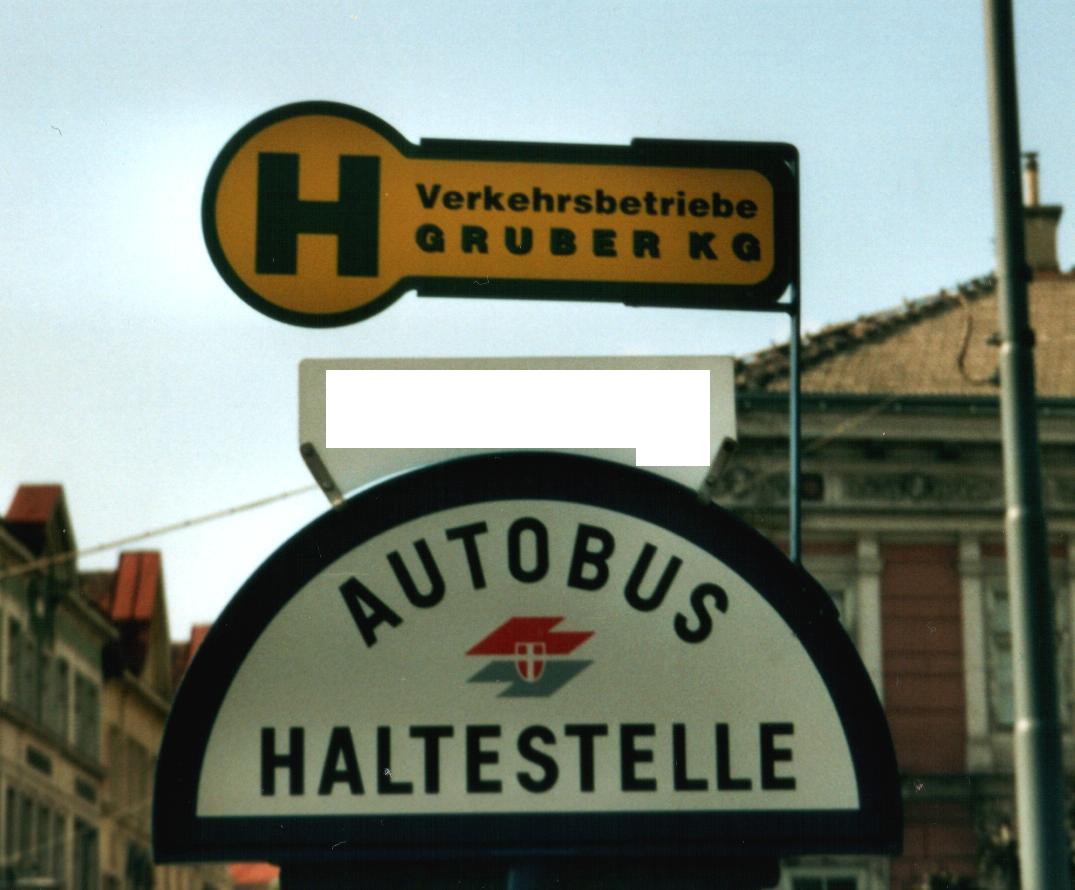 H
Verkehrsbetriebe
GRUBER KG
AUTOBUS
HALTESTELLE